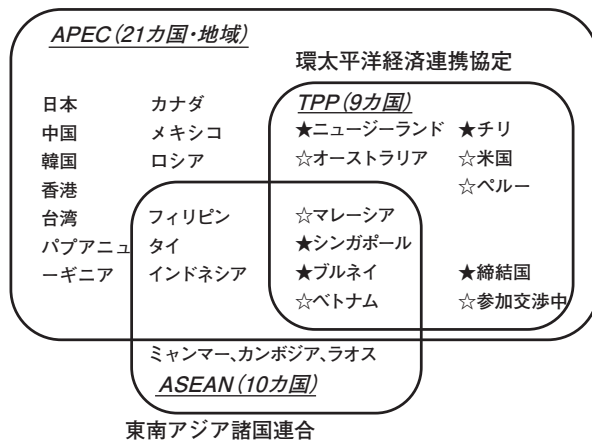 APEC(21カ国・地域)
環太平洋経済連携協定
日本 カナダ
中国 メキシコ
韓国 ロシア
香港
台湾 フィリピン
パプアニュ タイ
ーギニア インドネシア
TPP(9カ国)
★ニュージーランド ★チリ
☆オーストラリア ☆米国
☆ペルー
☆マレーシア
★シンガポール
★ブルネイ ★締結国
☆ベトナム ☆参加交渉中
ミャンマー、カンボジア、ラオス
ASEAN(10カ国)
東南アジア諸国連合